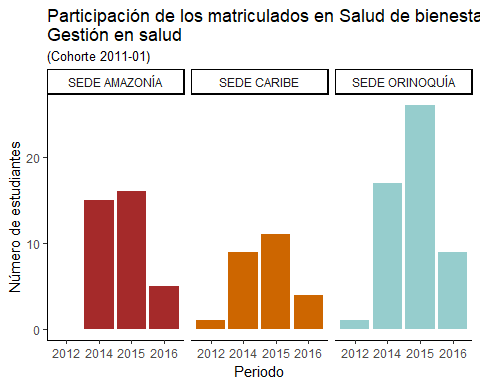 Participación de los matriculados en Salud de bienesta
Gestión en salud
(Cohorte 2011-01)
SEDE AMAZONÍA SEDE CARIBE SEDE ORINOQUÍA
Número de estudiantes
20
10
0
2012 2014 2015 2016 2012 2014 2015 2016 2012 2014 2015 2016
Periodo